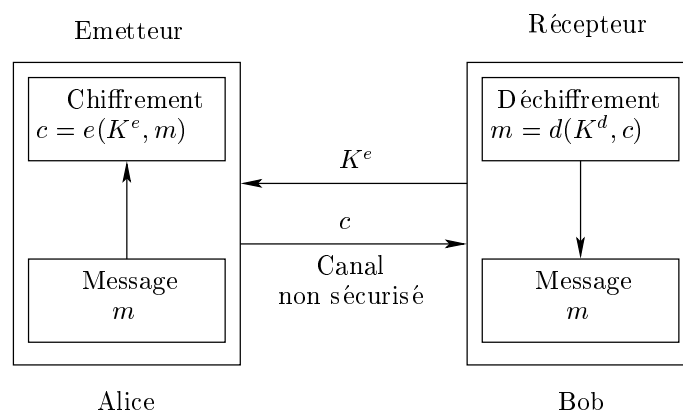 Emetteur
Récepteur
Chiffrement
c = e(K^e, m)
Déchiffrement
m = d(K^d, c)
K^e
c
Canal
non sécurisé
Message
m
Message
m
Alice
Bob